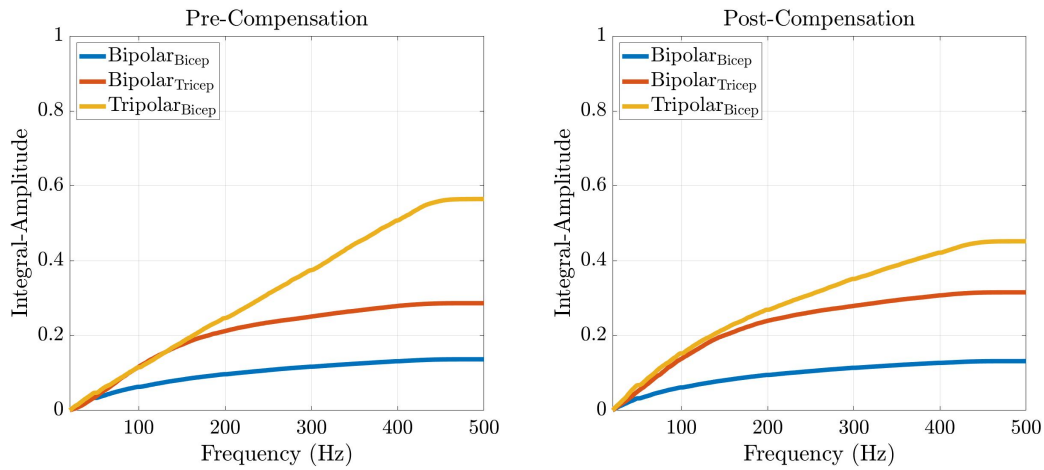 Pre-Compensation
Integral-Amplitude
1
0.8
0.6
0.4
0.2
0
Bipolar_Bicep
Bipolar_Tricep
Tripolar_Bicep
100 200 300 400 500
Frequency (Hz)
Post-Compensation
Integral-Amplitude
1
0.8
0.6
0.4
0.2
0
Bipolar_Bicep
Bipolar_Tricep
Tripolar_Bicep
100 200 300 400 500
Frequency (Hz)